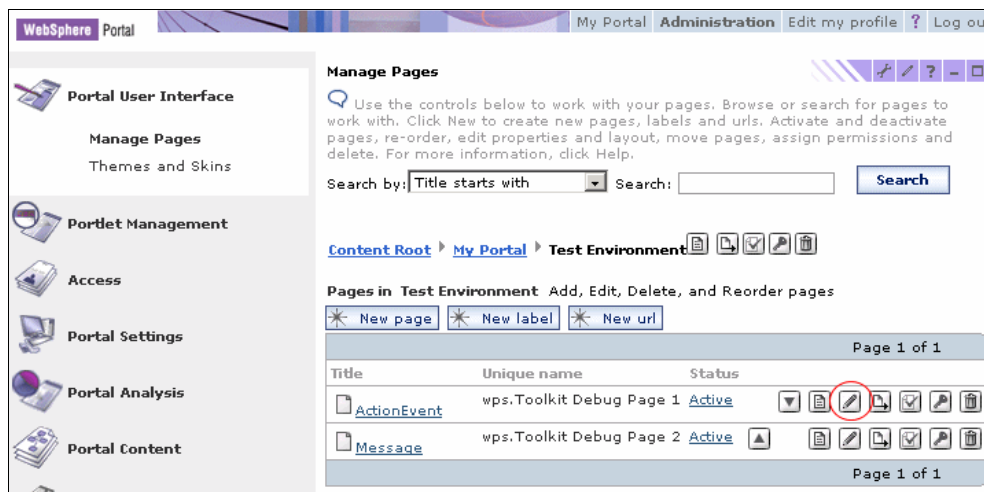 WebSphere Portal
My Portal Administration Edit my profile ? Log ou
Portal User Interface
Manage Pages
Themes and Skins
Portlet Management
Access
Portal Settings
Portal Analysis
Portal Content
Manage Pages
?
Use the controls below to work with your pages. Browse or search for pages to
work with. Click New to create new pages, labels and urls. Activate and deactivate
pages, re-order, edit properties and layout, move pages, assign permissions and
delete. For more information, click Help.
Search by: Title starts with Search: Search
Content Root My Portal Test Environment
Pages in Test Environment Add, Edit, Delete, and Reorder pages
New page New label New url
Page 1 of 1
Title Unique name Status
ActionEvent wps.Toolkit Debug Page 1 Active
Message wps.Toolkit Debug Page 2 Active
Page 1 of 1